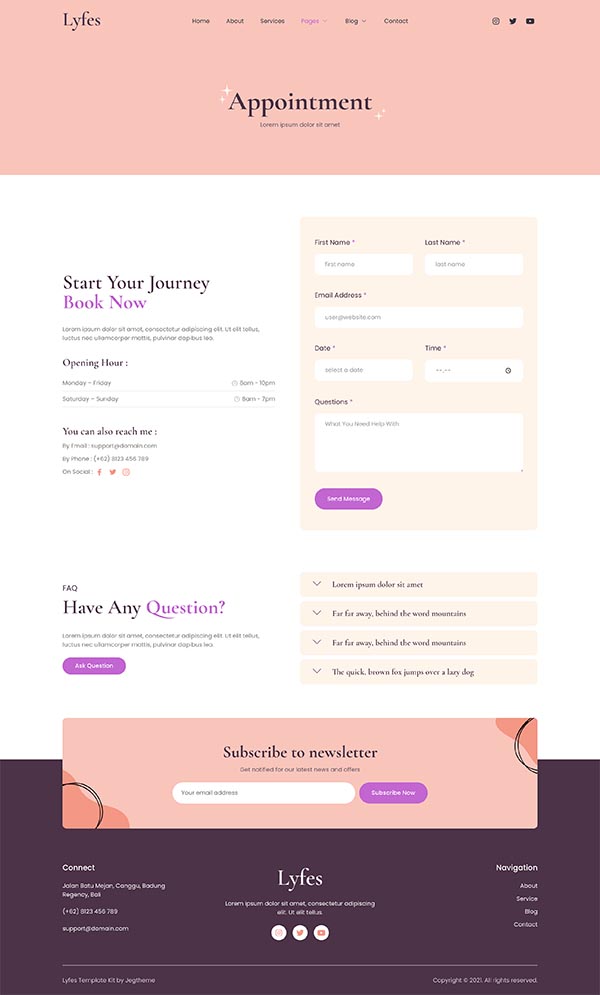 Lyfes
Home About Services Pages Blog Contact
Appointment
Lorem ipsum dolor sit amet
Start Your Journey
Book Now
Lorem ipsum dolor sit amet, consectetur adipiscing elit. Ut elit tellus,
luctus nec ullamcorper mattis, pulvinar dapibus leo.
Opening Hour :
Monday – Friday 8am - 10pm
Saturday – Sunday 8am - 7pm
You can also reach me :
By Email : support@domain.com
By Phone : (+62) 8123 456 789
On Social :
First Name * Last Name *
first name last name
Email Address *
user@website.com
Date * Time *
select a date --:--
Questions *
What You Need Help With
Send Message
FAQ
Have Any Question?
Lorem ipsum dolor sit amet, consectetur adipiscing elit. Ut elit tellus,
luctus nec ullamcorper mattis, pulvinar dapibus leo.
Ask Question
Lorem ipsum dolor sit amet
Far far away, behind the word mountains
Far far away, behind the word mountains
The quick, brown fox jumps over a lazy dog
Subscribe to newsletter
Get notified for our latest news and offers
Your email address Subscribe Now
Connect
Jalan Batu Mejan, Canggu, Badung
Regency, Bali
(+62) 8123 456 789
support@domain.com
Lyfes
Lorem ipsum dolor sit amet, consectetur adipiscing
elit. Ut elit tellus.
Navigation
About
Service
Blog
Contact
Lyfes Template Kit by Jegtheme Copyright © 2021. All rights reserved.